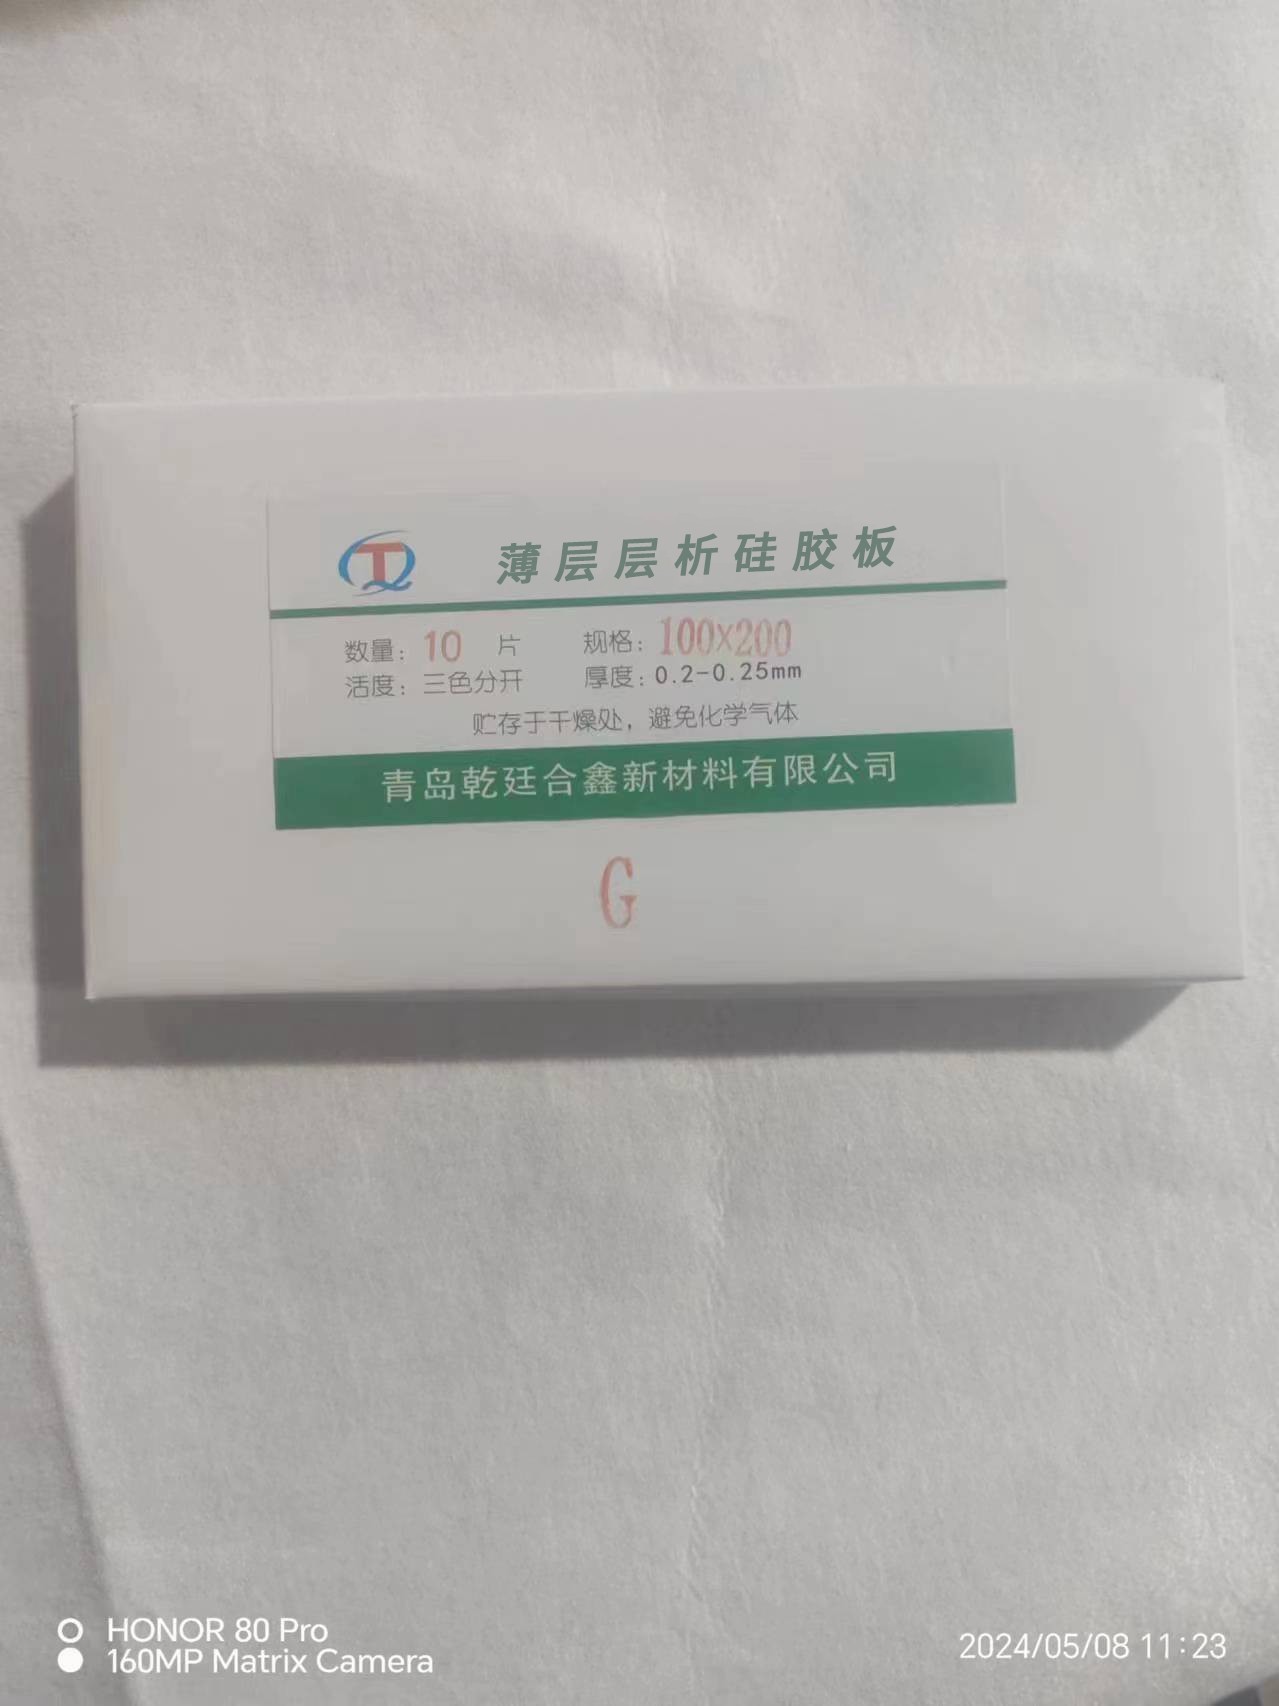 TQ 薄层层析硅胶板
数量：10 片 规格：100×200
活度：三色分开 厚度：0.2-0.25mm
贮存于干燥处，避免化学气体
青岛乾廷合鑫新材料有限公司
G
HONOR 80 Pro
160MP Matrix Camera
2024/05/08 11:23